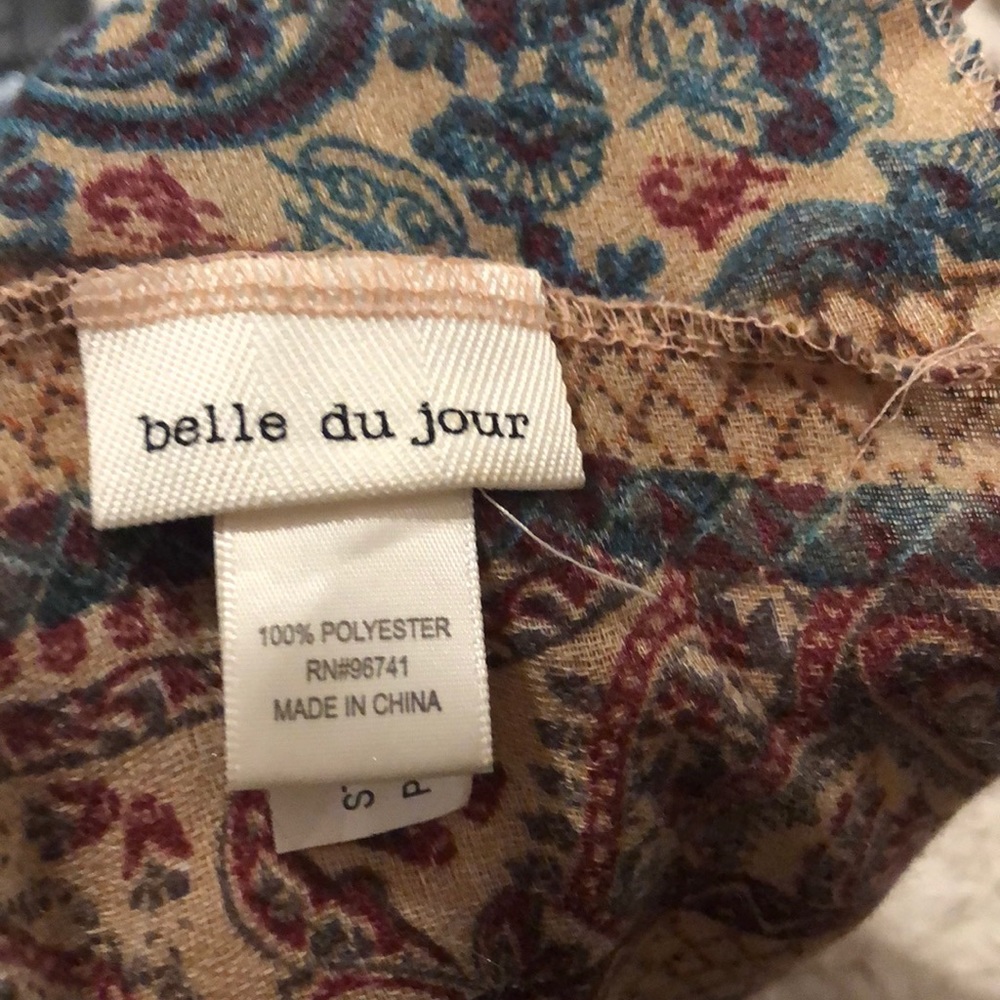 belle du jour
100% POLYESTER
RN#96741
MADE IN CHINA
S
P